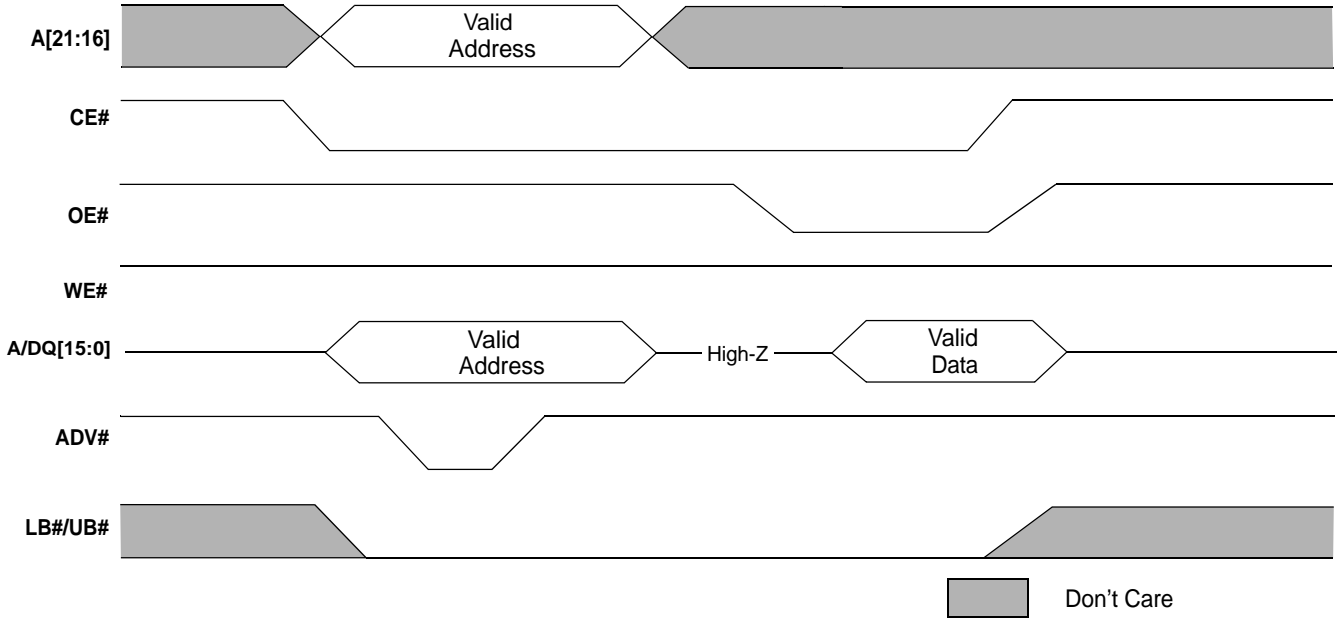 A[21:16]
Valid
Address
CE#
OE#
WE#
A/DQ[15:0]
Valid
Address
High-Z
Valid
Data
ADV#
LB#/UB#
Don't Care